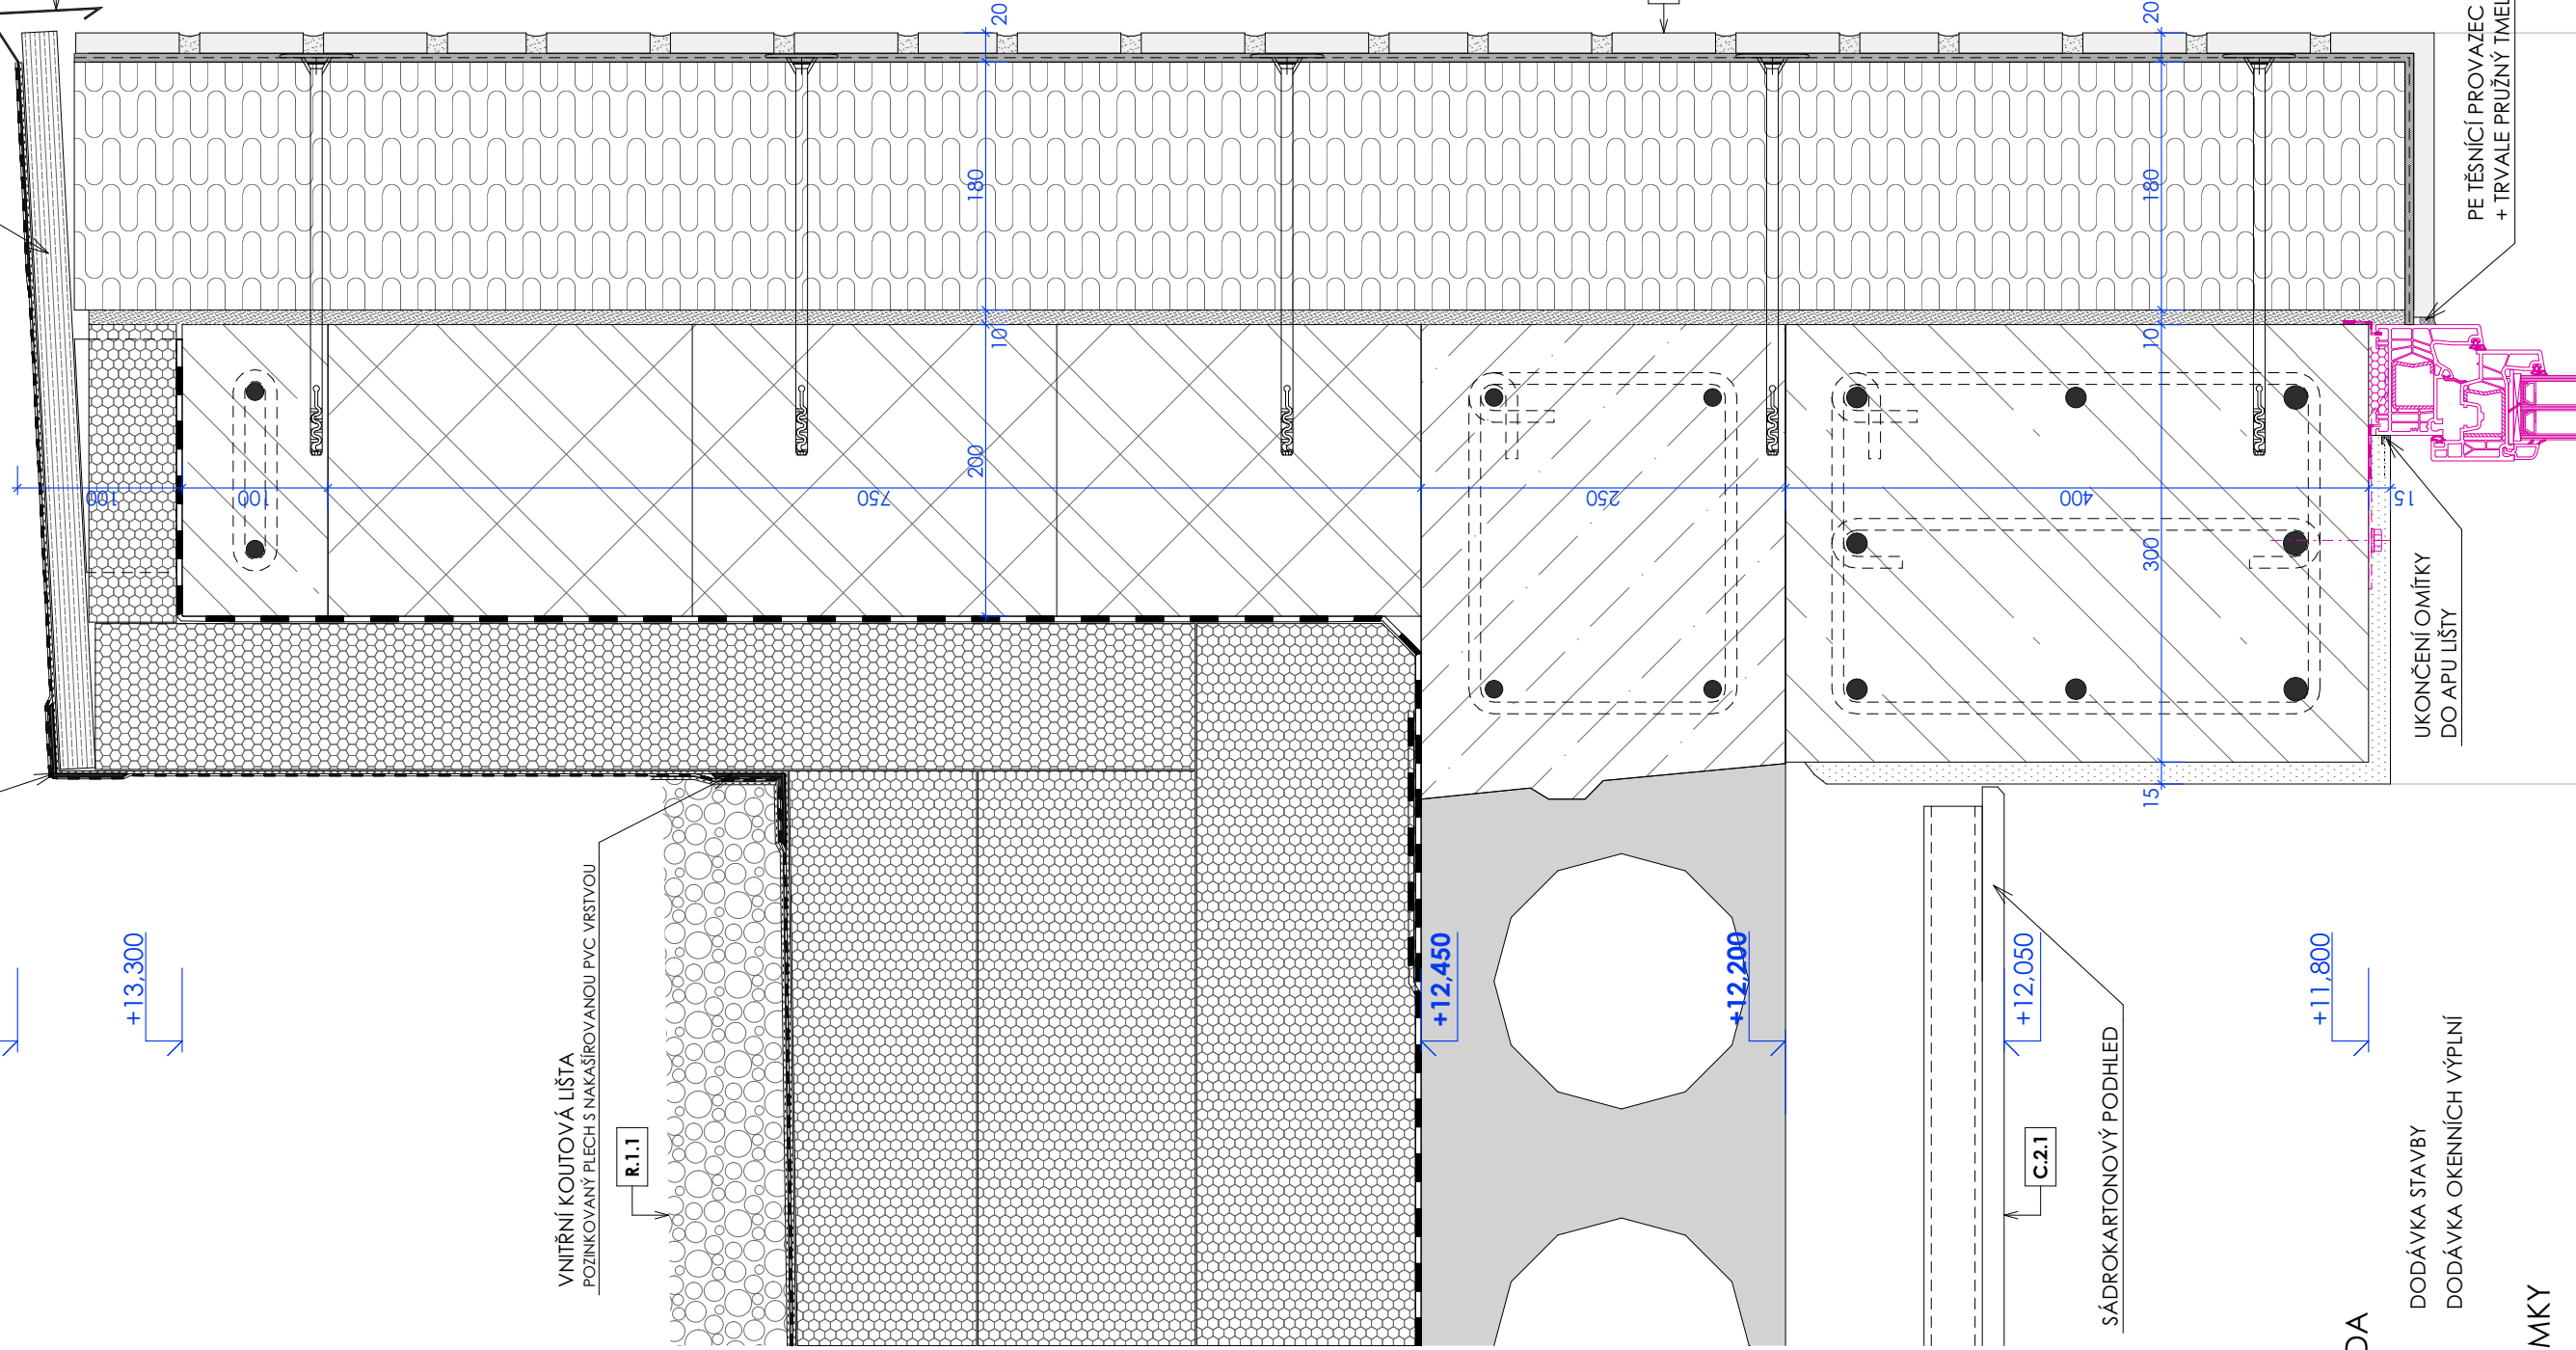 20
180
10
200
20
180
10
300
15
100
100
750
250
400
15
PE TĚSNÍCÍ PROVAZEC
+ TRVALE PRUŽNÝ TMEL
UKONČENÍ OMÍTKY
DO APU LIŠTY
VNITŘNÍ KOUTOVÁ LIŠTA
POZINKOVANÝ PLECH S NAKAŠÍROVANOU PVC VRSTVOU
R.1.1
+13,300
+12,450
+12,200
+12,050
+11,800
C.2.1
SÁDROKARTONOVÝ PODHLED
DODÁVKA STAVBY
DODÁVKA OKENNÍCH VÝPLNÍ
DA
MKY